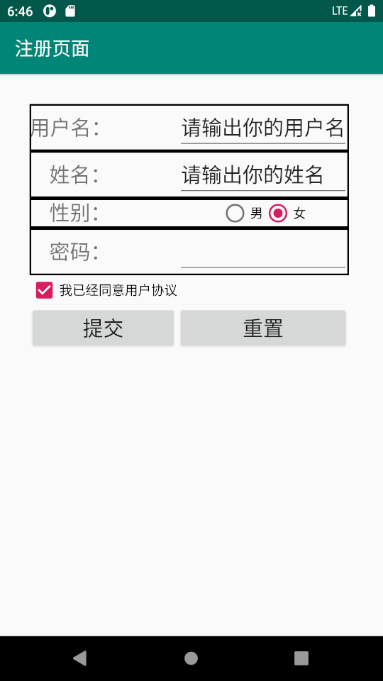 6:46 LTE
注册页面
用户名： 请输出你的用户名
姓名： 请输出你的姓名
性别： 男 女
密码：
我已经同意用户协议
提交 重置